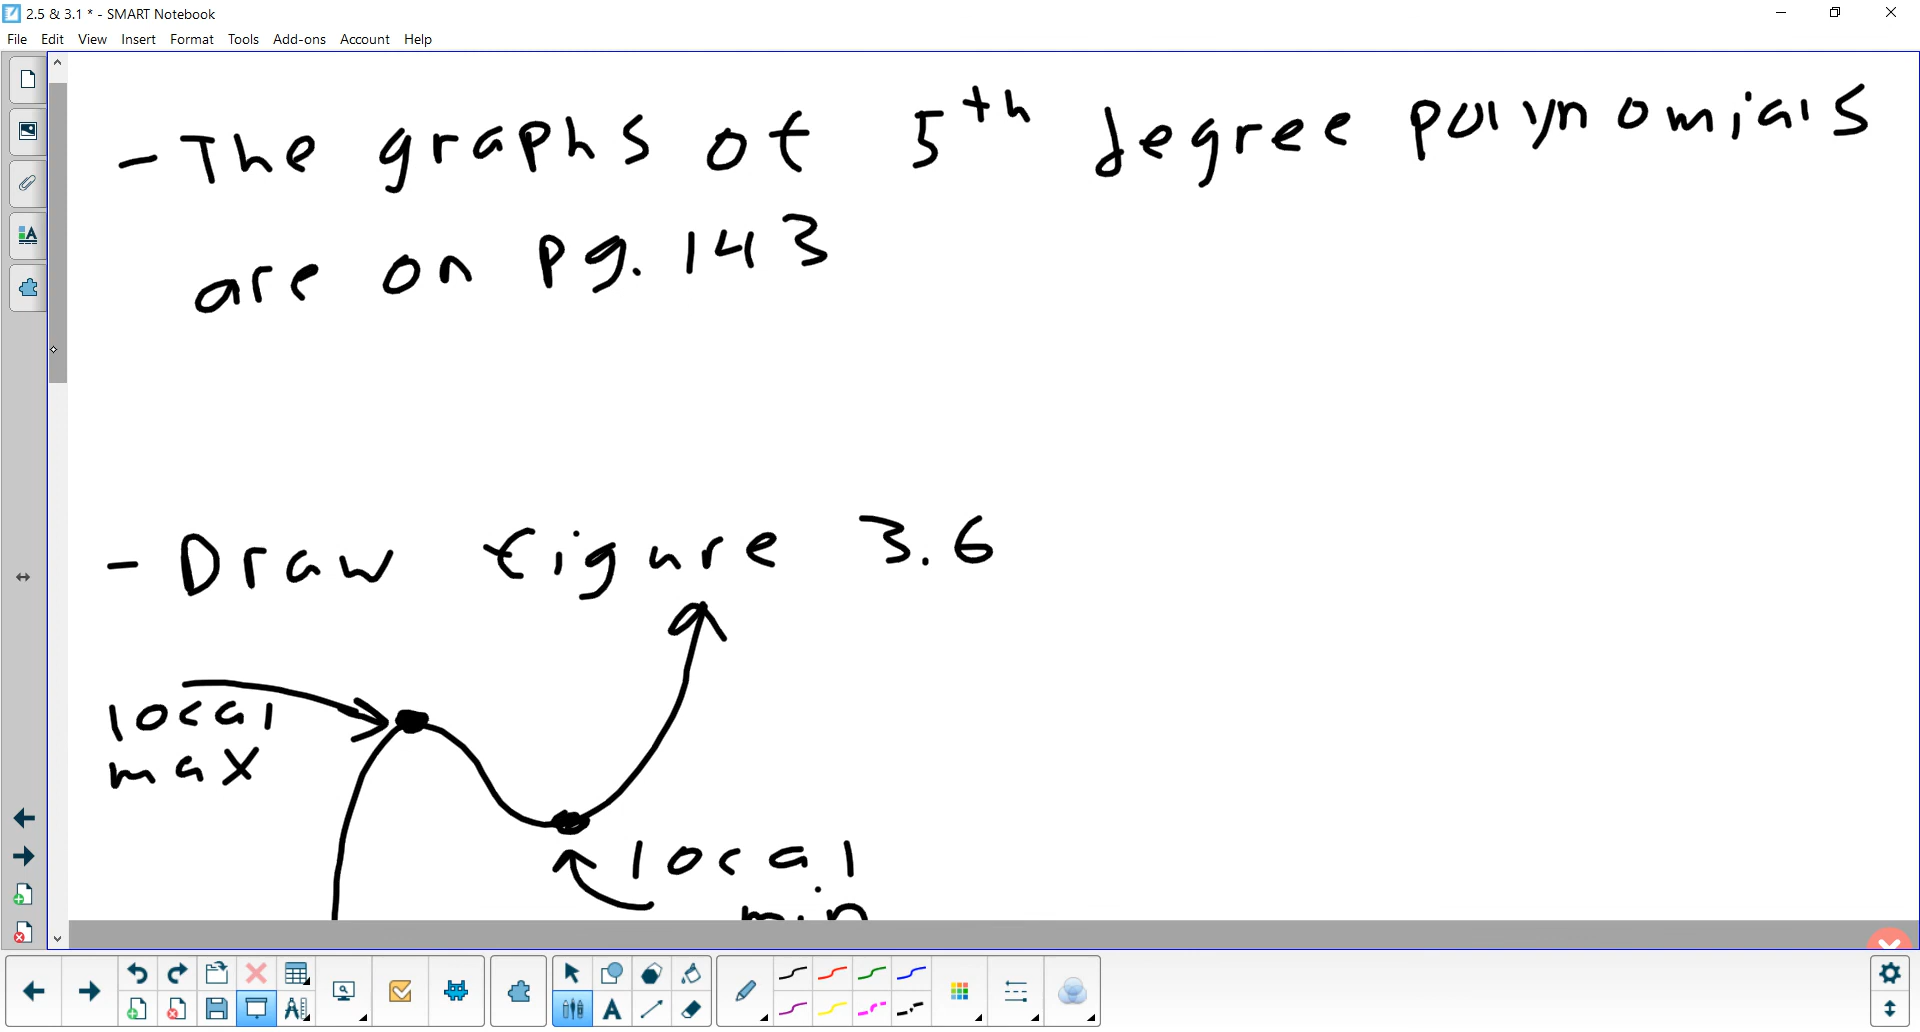 2.5 & 3.1 * - SMART Notebook
File Edit View Insert Format Tools Add-ons Account Help
- The graphs of 5th degree polynomials
are on pg. 143
- Draw figure 3.6
local
max
local
min